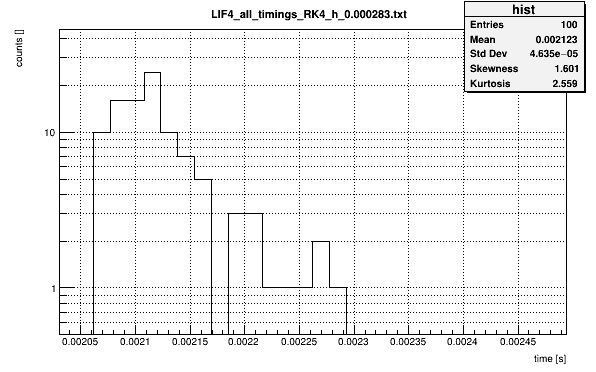 LIF4_all_timings_RK4_h_0.000283.txt
hist
Entries 100
Mean 0.002123
Std Dev 4.635e−05
Skewness 1.601
Kurtosis 2.559
counts []
10
1
0.00205 0.0021 0.00215 0.0022 0.00225 0.0023 0.00235 0.0024 0.00245
time [s]